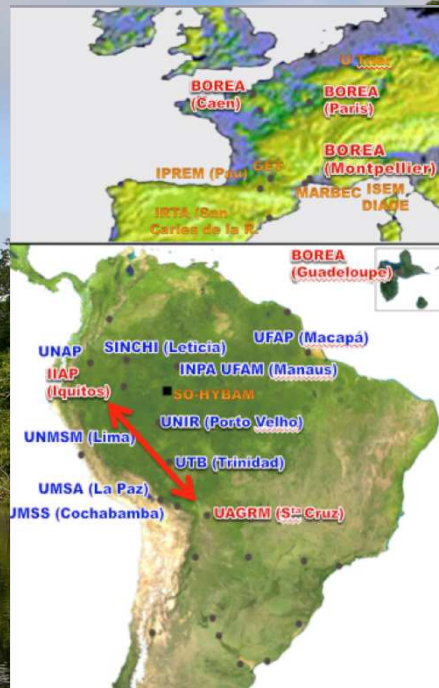 BOREA
(Caen)
BOREA
(Paris)
BOREA
(Montpellier)
IPREM (Pau)
GET
MARBEC
ISEM
DIADE
IRTA (San
Carles de la R.
BOREA
(Guadeloupe)
UFAP (Macapá)
SINCHI (Leticia)
UNAP
INPA UFAM (Manaus)
IIAP
(Iquitos)
SO-HYBAM
UNIR (Porto Velho)
UNMSM (Lima)
UTB (Trinidad)
UMSA (La Paz)
UMSS (Cochabamba)
UAGRM (Sta Cruz)